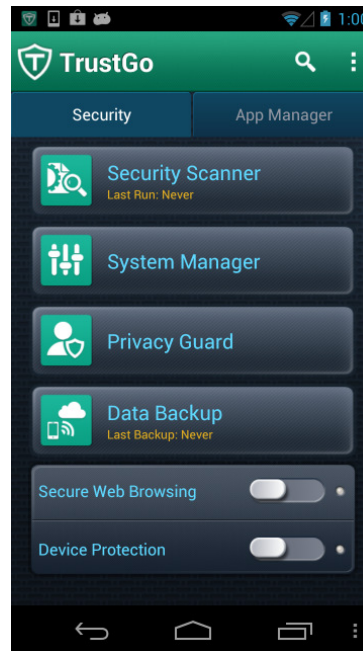 1:00
TrustGo
Security
App Manager
Security Scanner
Last Run: Never
System Manager
Privacy Guard
Data Backup
Last Backup: Never
Secure Web Browsing
Device Protection